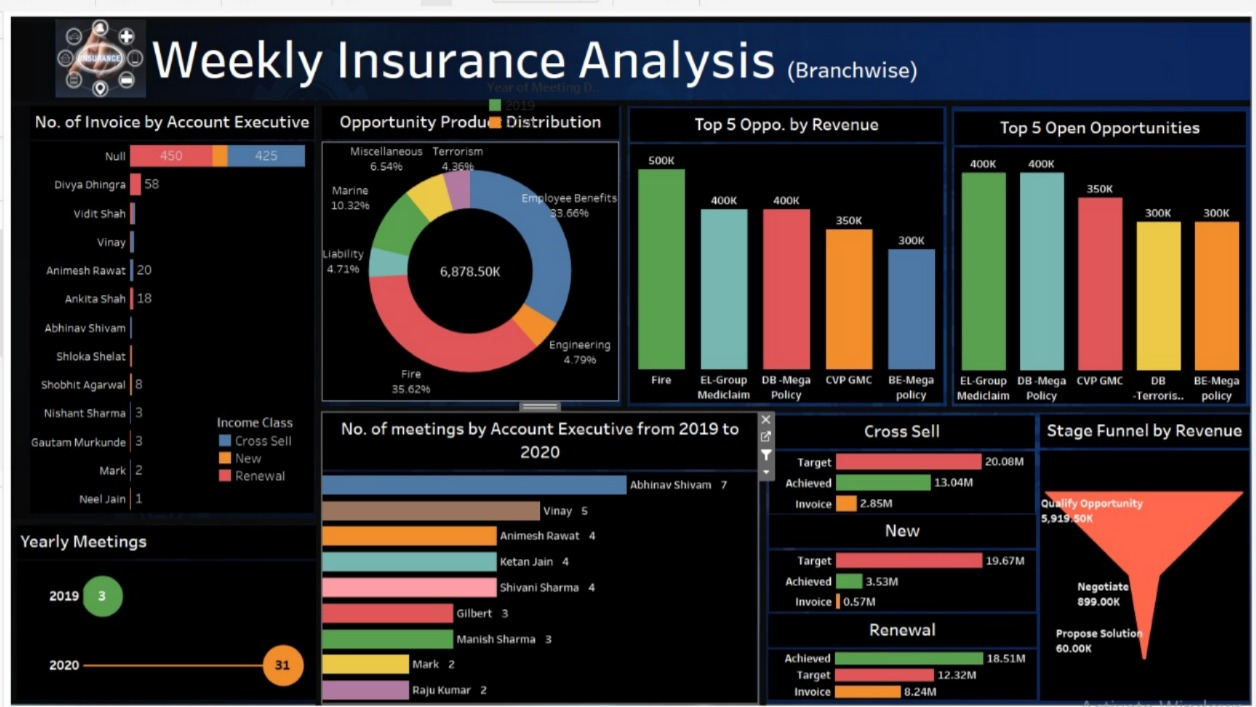 INSURANCE
Weekly Insurance Analysis (Branchwise)
Year of Meeting D..
2019
No. of Invoice by Account Executive
Null 450 425
Divya Dhingra 58
Vidit Shah
Vinay
Animesh Rawat 20
Ankita Shah 18
Abhinav Shivam
Shloka Shelat
Shobhit Agarwal 8
Nishant Sharma 3
Gautam Murkunde 3
Mark 2
Neel Jain 1
Income Class
Cross Sell
New
Renewal
Opportunity Product Distribution
Miscellaneous
6.54%
Terrorism
4.36%
Marine
10.32%
Employee Benefits
33.66%
Liability
4.71%
6,878.50K
Engineering
4.79%
Fire
35.62%
Top 5 Oppo. by Revenue
500K
400K
400K
350K
300K
Fire
EL-Group
Mediclaim
DB -Mega
Policy
CVP GMC
BE-Mega
policy
Top 5 Open Opportunities
400K
400K
350K
300K
300K
EL-Group
Mediclaim
DB -Mega
Policy
CVP GMC
DB
-Terroris..
BE-Mega
policy
Yearly Meetings
2019 3
2020 31
No. of meetings by Account Executive from 2019 to
2020
Abhinav Shivam 7
Vinay 5
Animesh Rawat 4
Ketan Jain 4
Shivani Sharma 4
Gilbert 3
Manish Sharma 3
Mark 2
Raju Kumar 2
Cross Sell
Target 20.08M
Achieved 13.04M
Invoice 2.85M
New
Target 19.67M
Achieved 3.53M
Invoice 0.57M
Renewal
Achieved 18.51M
Target 12.32M
Invoice 8.24M
Stage Funnel by Revenue
Qualify Opportunity
5,919.50K
Negotiate
899.00K
Propose Solution
60.00K